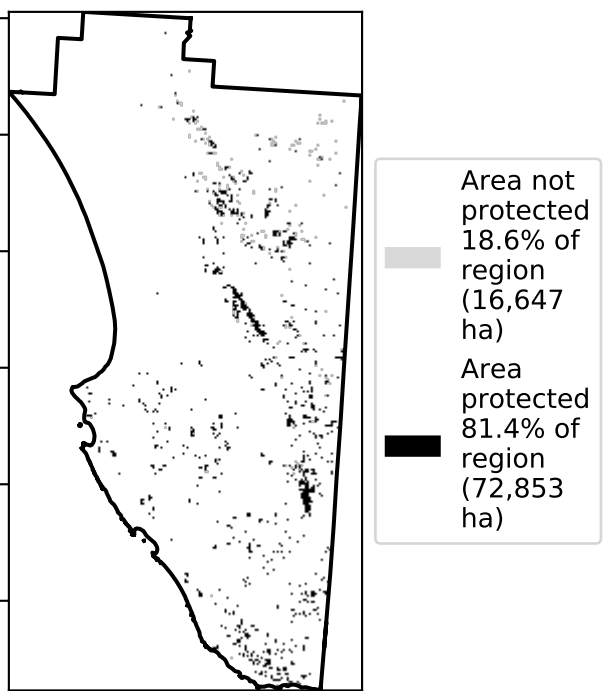 Area not
protected
18.6% of
region
(16,647
ha)
Area
protected
81.4% of
region
(72,853
ha)